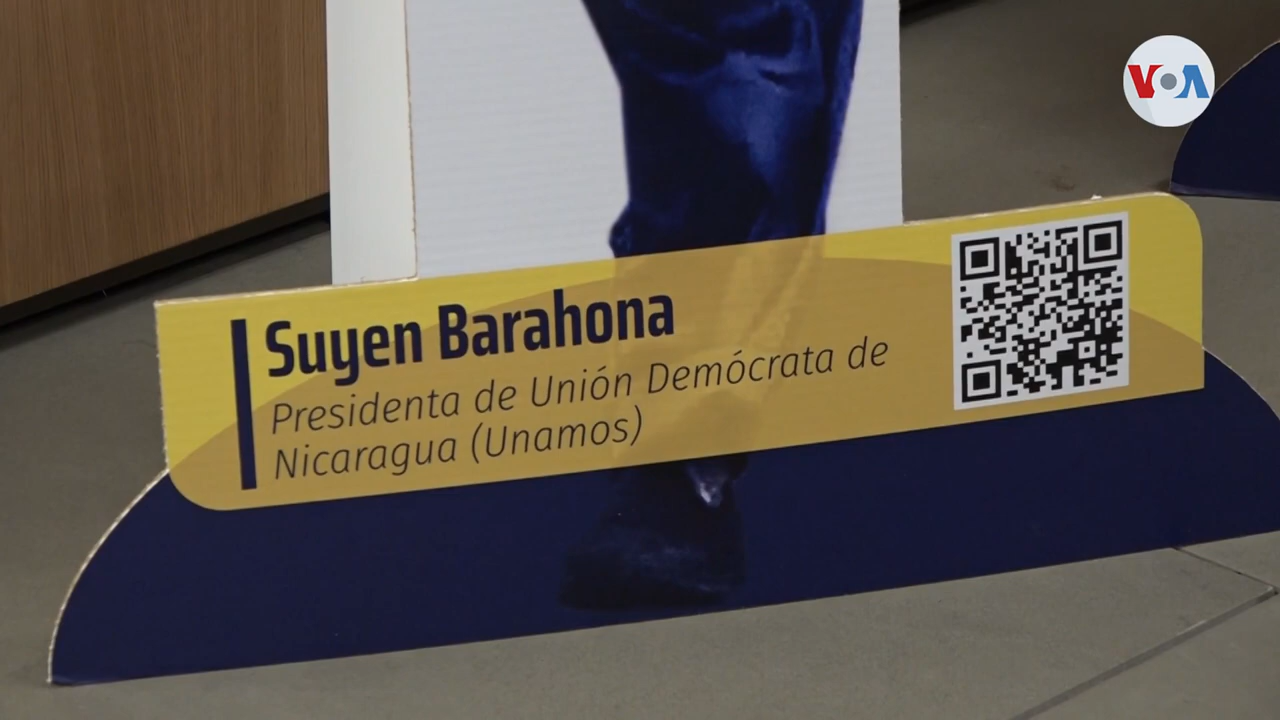 VOA
Suyen Barahona
Presidenta de Unión Demócrata de
Nicaragua (Unamos)